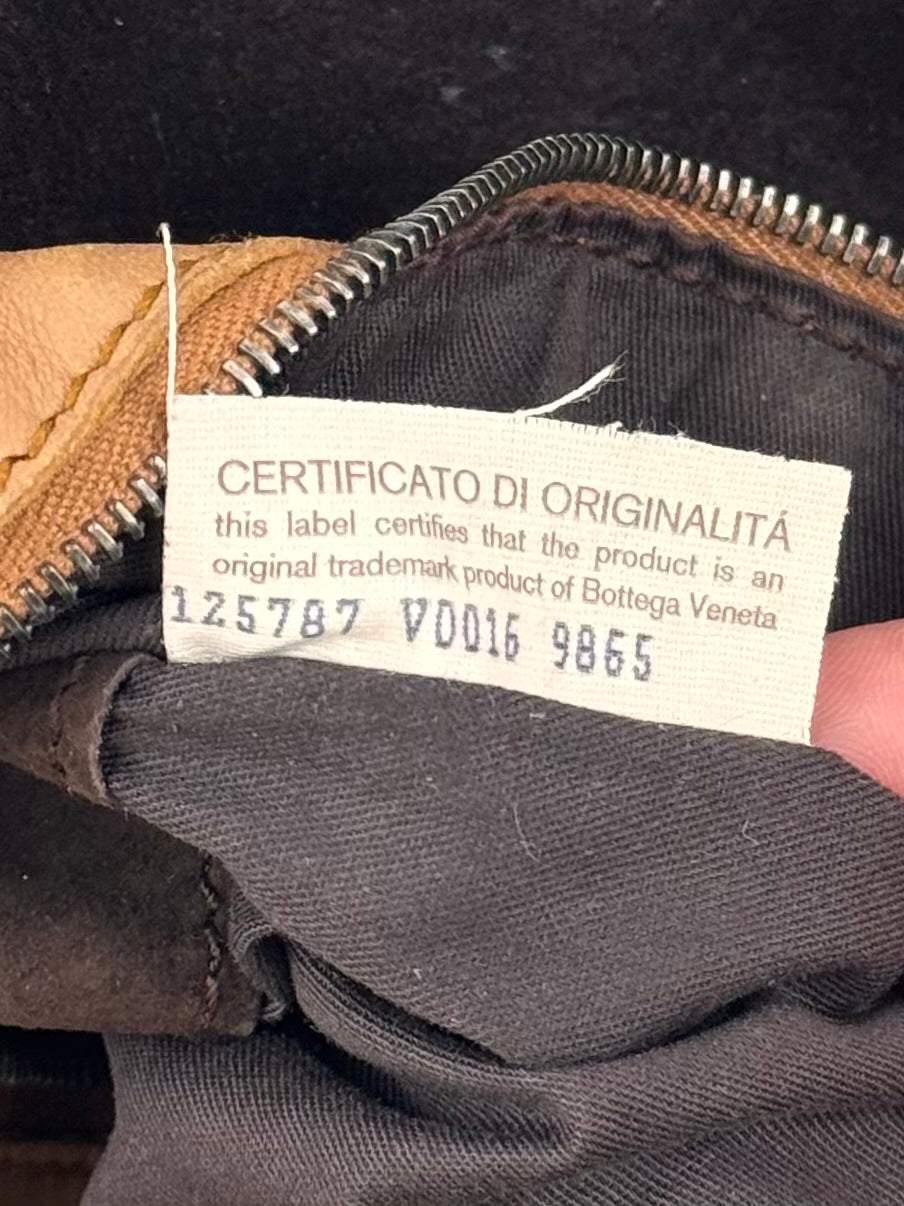 CERTIFICATO DI ORIGINALITÁ
this label certifies that the product is an
original trademark product of Bottega Veneta
125787 V0016 9865